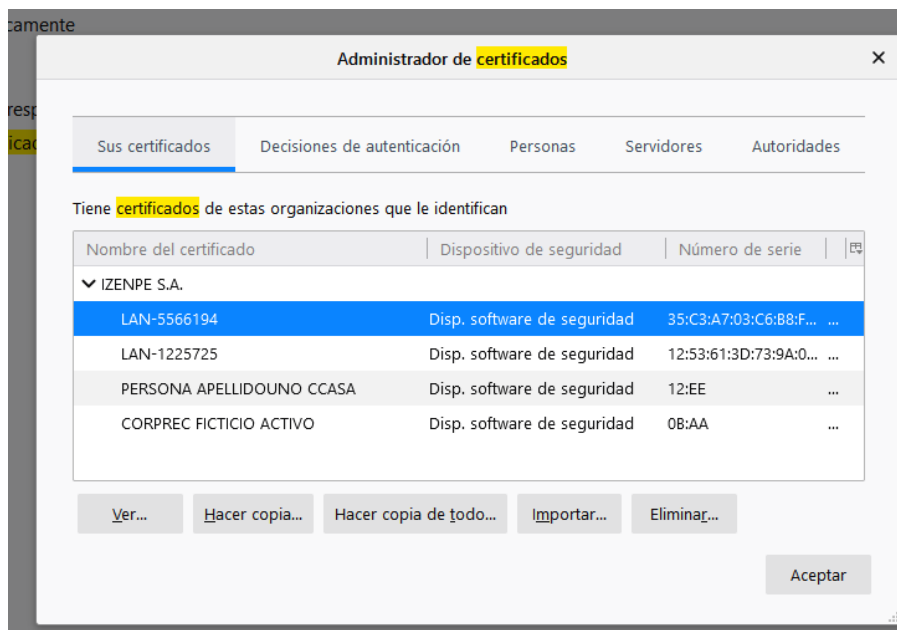 camente
Administrador de certificados
resp
icad
Sus certificados Decisiones de autenticación Personas Servidores Autoridades
Tiene certificados de estas organizaciones que le identifican
Nombre del certificado Dispositivo de seguridad Número de serie
IZENPE S.A.
LAN-5566194 Disp. software de seguridad 35:C3:A7:03:C6:B8:F... ...
LAN-1225725 Disp. software de seguridad 12:53:61:3D:73:9A:0... ...
PERSONA APELLIDOUNO CCASA Disp. software de seguridad 12:EE ...
CORPREC FICTICIO ACTIVO Disp. software de seguridad 0B:AA ...
Ver... Hacer copia... Hacer copia de todo... Importar... Eliminar...
Aceptar